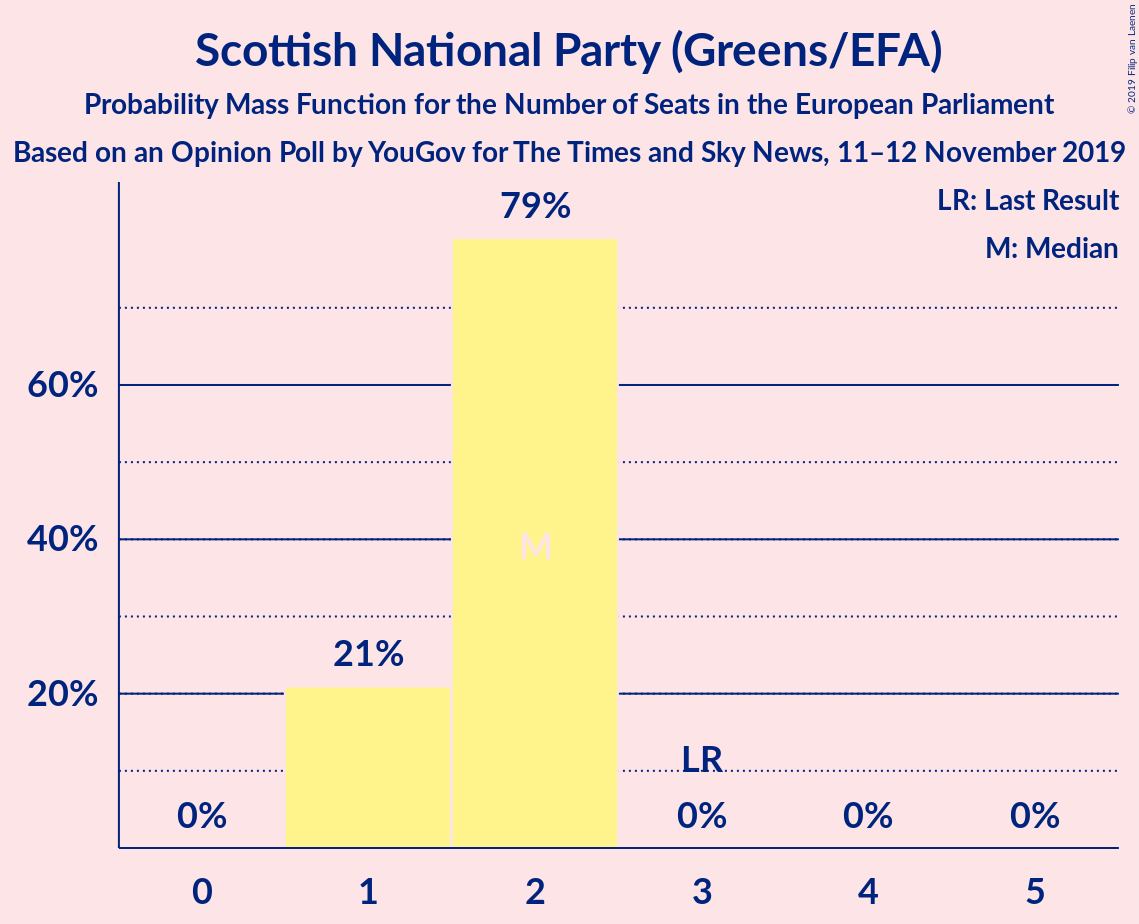 Scottish National Party (Greens/EFA)
Probability Mass Function for the Number of Seats in the European Parliament
Based on an Opinion Poll by YouGov for The Times and Sky News, 11–12 November 2019
© 2019 Filip van Laenen
LR: Last Result
M: Median
79%
60%
40%
M
21%
20%
LR
0%
0%
0%
0%
0 1 2 3 4 5